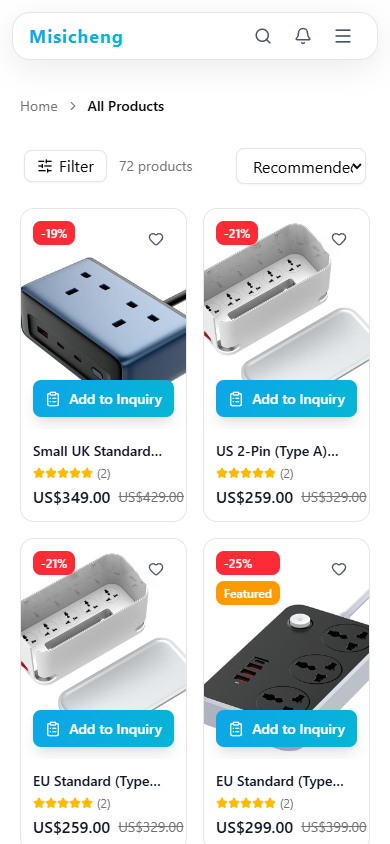 Misicheng
Home > All Products
Filter 72 products Recommended
-19%
Add to Inquiry
Small UK Standard...
(2)
US$349.00 US$429.00
-21%
Add to Inquiry
US 2-Pin (Type A)...
(2)
US$259.00 US$329.00
-21%
Add to Inquiry
EU Standard (Type...
(2)
US$259.00 US$329.00
-25%
Featured
Add to Inquiry
EU Standard (Type...
(2)
US$299.00 US$399.00